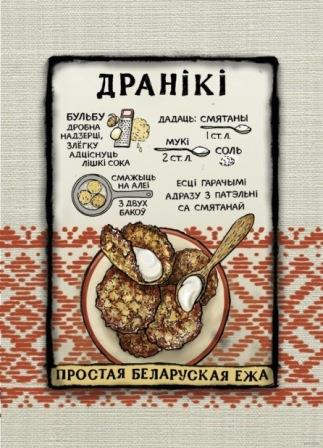 ДРАНІКІ
БУЛЬБУ
ДРОБНА
НАДЗЕРЦІ,
ЗЛЁГКУ
АДЦІСНУЦЬ
ЛІШКІ СОКА
ДАДАЦЬ: СМЯТАНЫ
1 СТ. Л.
МУКІ
2 СТ. Л.
СОЛЬ
СМАЖЫЦЬ
НА АЛЕІ
З ДВУХ
БАКОЎ
ЕСЦІ ГАРАЧЫМІ
АДРАЗУ З ПАТЭЛЬНІ
СА СМЯТАНАЙ
ПРОСТАЯ БЕЛАРУСКАЯ ЕЖА